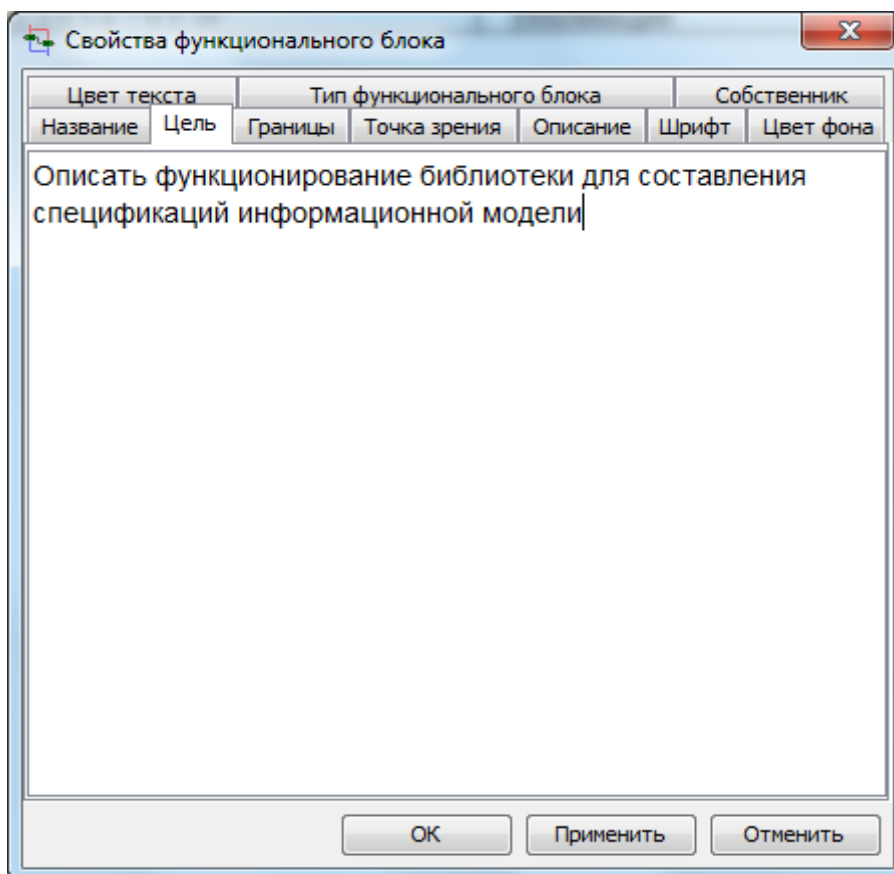 Свойства функционального блока
Цвет текста Тип функционального блока Собственник
Название Цель Границы Точка зрения Описание Шрифт Цвет фона
Описать функционирование библиотеки для составления
спецификаций информационной модели
ОК Применить Отменить